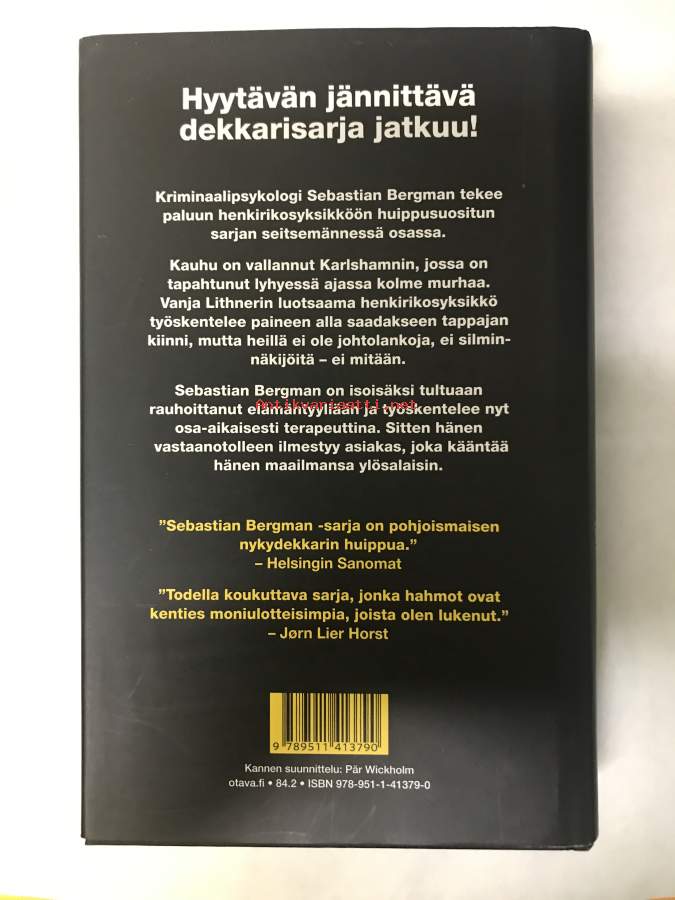 Hyytävän jännittävä
dekkarisarja jatkuu!
Kriminaalipsykologi Sebastian Bergman tekee
paluun henkirikosyksikköön huippusuositun
sarjan seitsemännessä osassa.
Kauhu on vallannut Karlshamnin, jossa on
tapahtunut lyhyessä ajassa kolme murhaa.
Vanja Lithnerin luotsaama henkirikosyksikkö
työskentelee paineen alla saadakseen tappajan
kiinni, mutta heillä ei ole johtolankoja, ei silmin-
näkijöitä – ei mitään.
Sebastian Bergman on isoisäksi tultuaan
Antikvariaatti.net
rauhoittanut elämäntyyliään ja työskentelee nyt
osa-aikaisesti terapeuttina. Sitten hänen
vastaanotolleen ilmestyy asiakas, joka kääntää
hänen maailmansa ylösalaisin.
”Sebastian Bergman -sarja on pohjoismaisen
nykydekkarin huippua.”
– Helsingin Sanomat
”Todella koukuttava sarja, jonka hahmot ovat
kenties moniulotteisimpia, joista olen lukenut.”
– Jørn Lier Horst
9 789511 413790
Kannen suunnittelu: Pär Wickholm
otava.fi • 84.2 • ISBN 978-951-1-41379-0